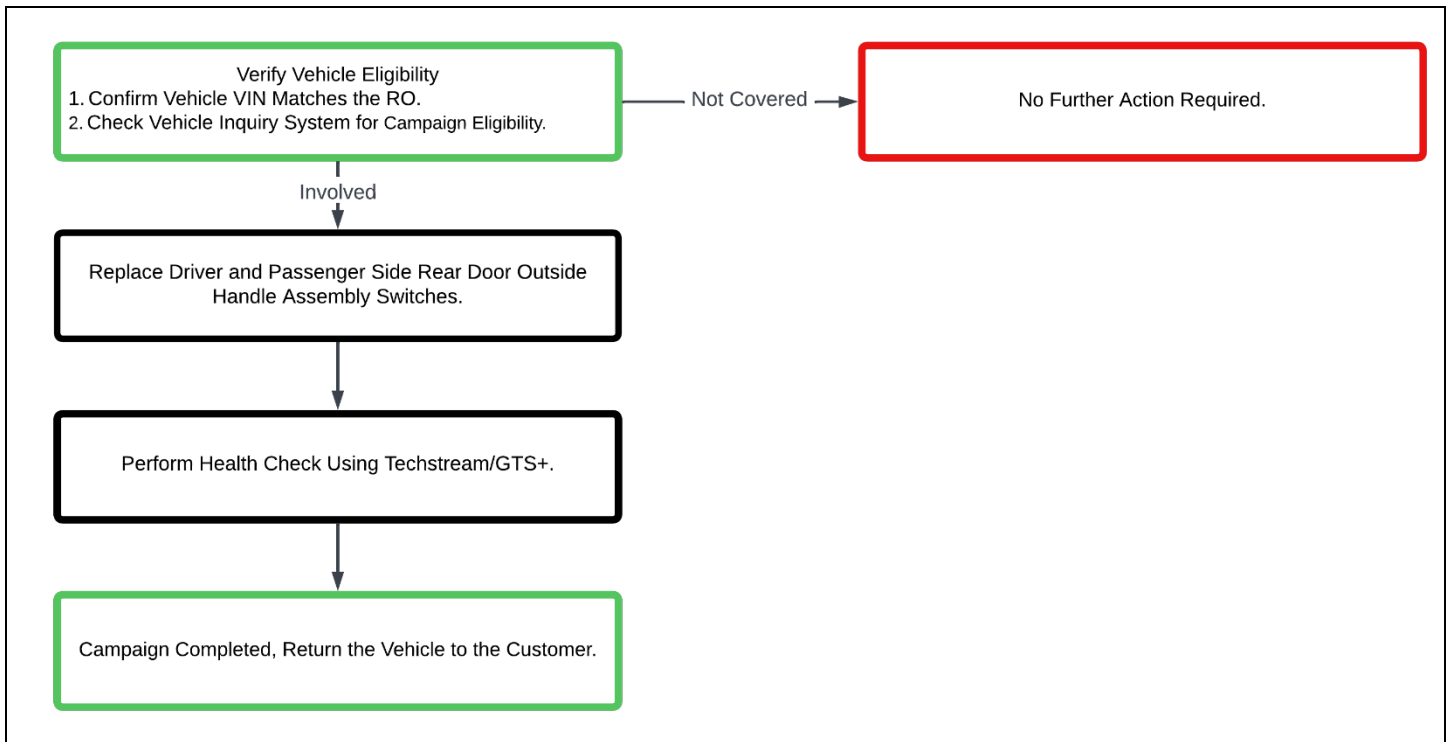 Verify Vehicle Eligibility
1. Confirm Vehicle VIN Matches the RO.
2. Check Vehicle Inquiry System for Campaign Eligibility.
Not Covered
No Further Action Required.
Involved
Replace Driver and Passenger Side Rear Door Outside
Handle Assembly Switches.
Perform Health Check Using Techstream/GTS+.
Campaign Completed, Return the Vehicle to the Customer.